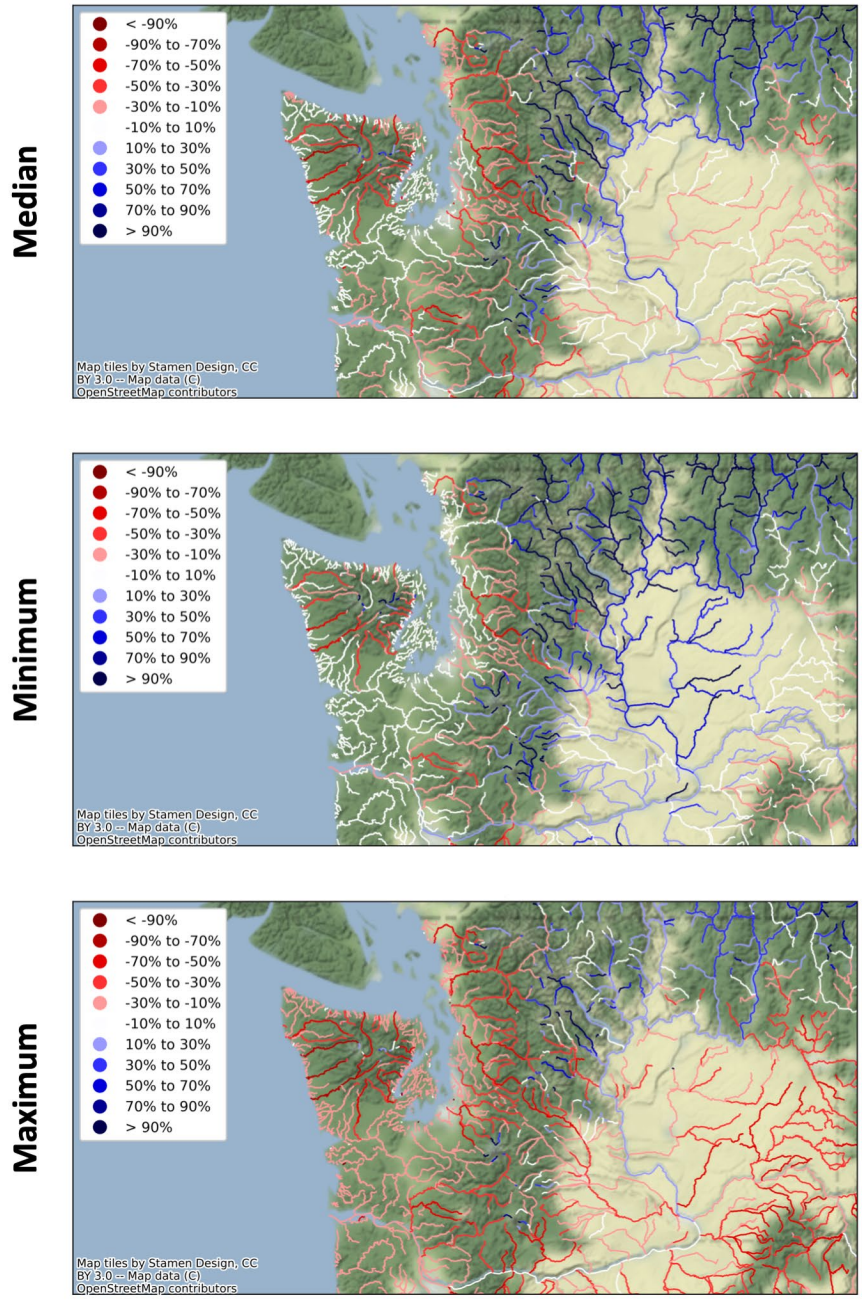 Median
< -90%
-90% to -70%
-70% to -50%
-50% to -30%
-30% to -10%
-10% to 10%
10% to 30%
30% to 50%
50% to 70%
70% to 90%
> 90%
Map tiles by Stamen Design, CC
BY 3.0 -- Map data (C)
OpenStreetMap contributors
Minimum
< -90%
-90% to -70%
-70% to -50%
-50% to -30%
-30% to -10%
-10% to 10%
10% to 30%
30% to 50%
50% to 70%
70% to 90%
> 90%
Map tiles by Stamen Design, CC
BY 3.0 -- Map data (C)
OpenStreetMap contributors
Maximum
< -90%
-90% to -70%
-70% to -50%
-50% to -30%
-30% to -10%
-10% to 10%
10% to 30%
30% to 50%
50% to 70%
70% to 90%
> 90%
Map tiles by Stamen Design, CC
BY 3.0 -- Map data (C)
OpenStreetMap contributors